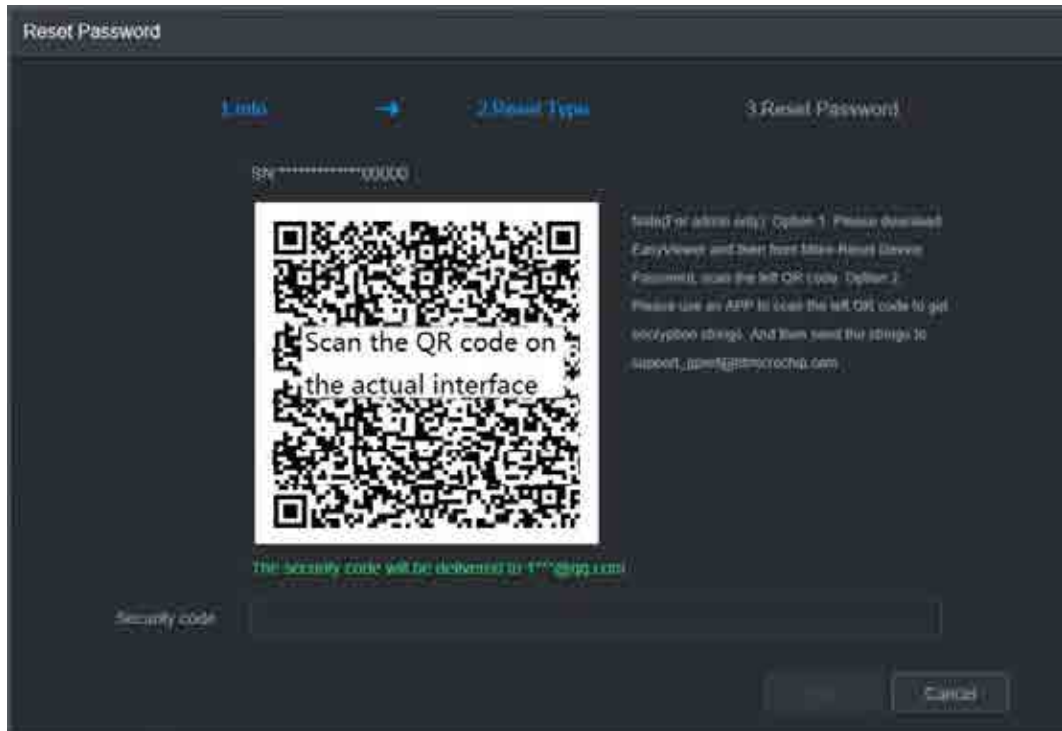 Reset Password
1.Info → 2.Reset Type 3.Reset Password
SN:***************00000
Note(For admin only): Option 1: Please download
EasyViewer and then from More-Reset Device
Password, scan the left QR code. Option 2:
Please use an APP to scan the left QR code to get
encryption strings. And then send the strings to
Scan the QR code on
the actual interface
The security code will be delivered to 1***@qq.com
Security code
Cancel